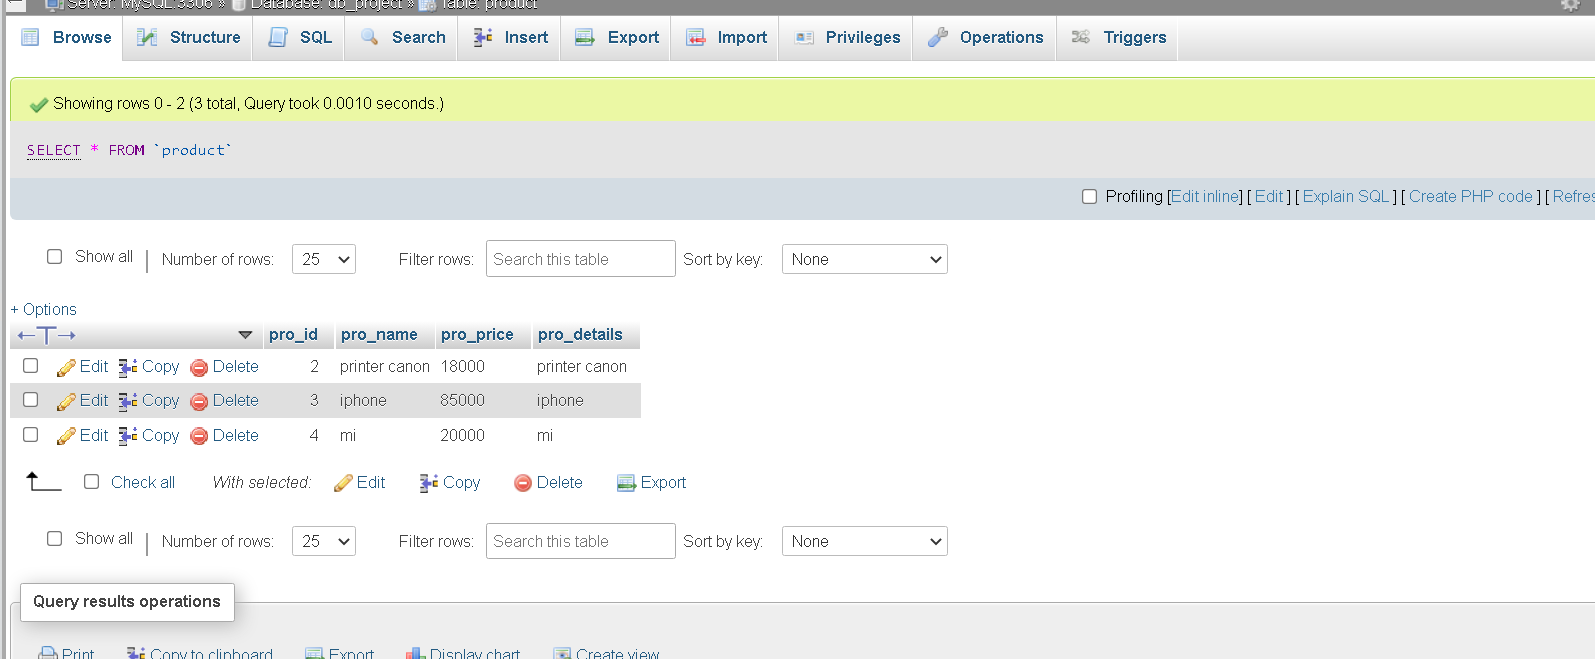 Server: MySQL:3306 » Database: db_project » Table: product
Browse Structure SQL Search Insert Export Import Privileges Operations Triggers
Showing rows 0 - 2 (3 total, Query took 0.0010 seconds.)
SELECT * FROM `product`
Profiling [Edit inline] [ Edit ] [ Explain SQL ] [ Create PHP code ] [
Show all | Number of rows: 25 Filter rows: Search this table Sort by key: None
+ Options
←T→ pro_id pro_name pro_price pro_details
Edit Copy Delete 2 printer canon 18000 printer canon
Edit Copy Delete 3 iphone 85000 iphone
Edit Copy Delete 4 mi 20000 mi
Check all With selected: Edit Copy Delete Export
Show all | Number of rows: 25 Filter rows: Search this table Sort by key: None
Query results operations
Print Copy to clipboard Export Display chart Create view